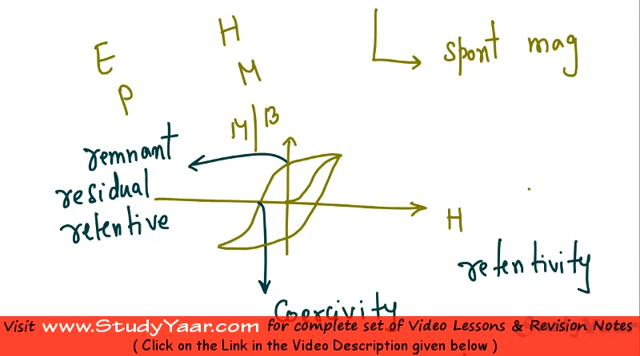 H
spont mag
E
M
P
M|B
remnant
residual
retentive
H
retentivity
Coercivity
Visit www.StudyYaar.com for complete set of Video Lessons & Revision Notes
( Click on the Link in the Video Description given below )